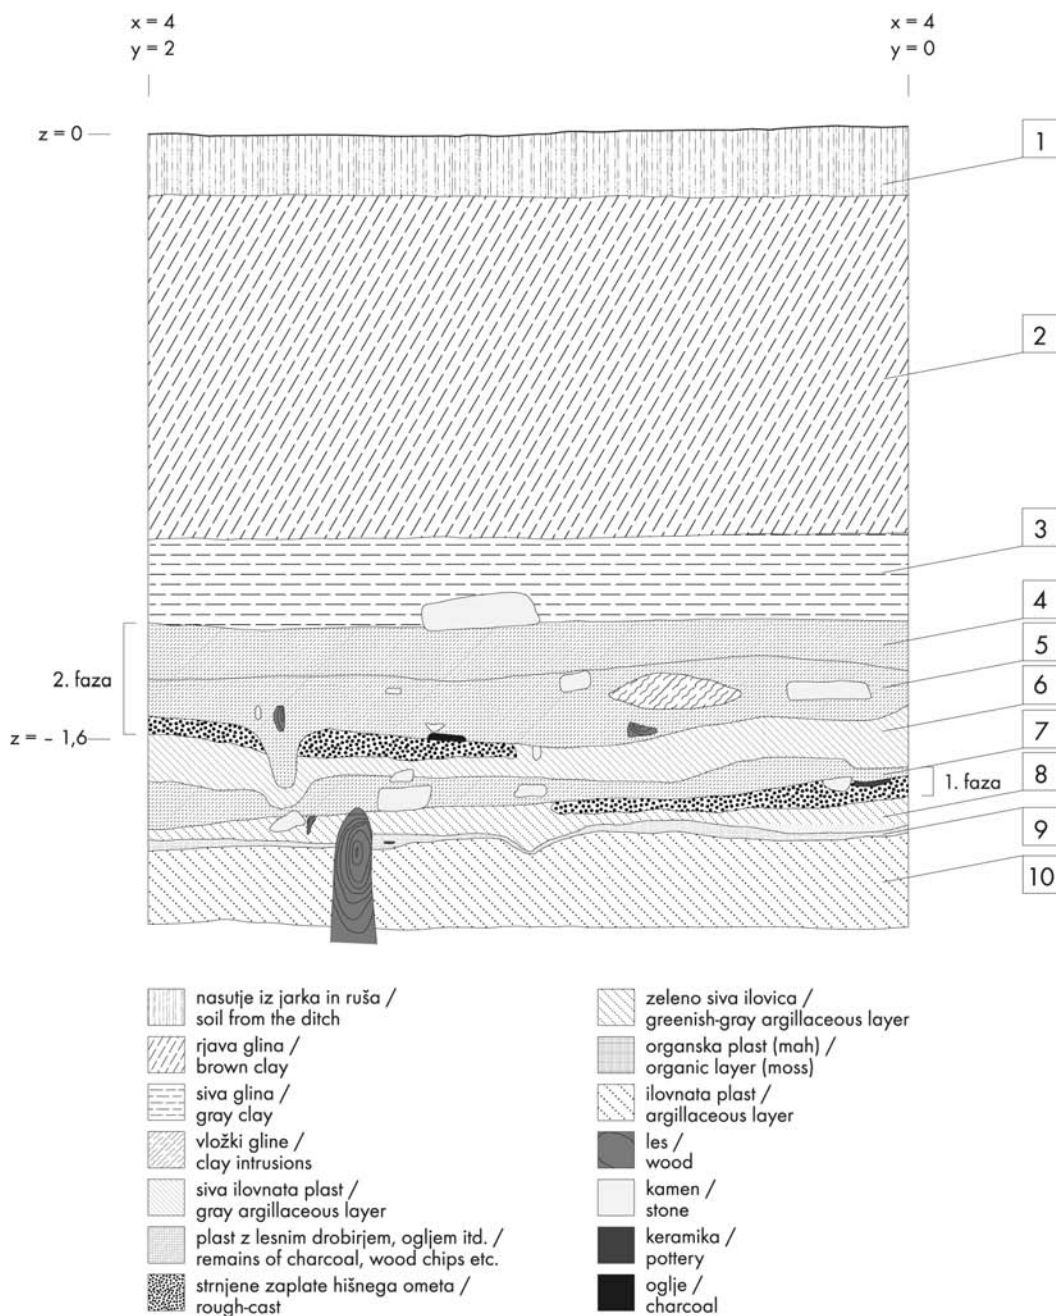 x = 4
y = 2
x = 4
y = 0
z = 0
1
2
3
4
5
2. faza
6
z = – 1,6
7
1. faza
8
9
10
nasutje iz jarka in ruša /
soil from the ditch
rjava glina /
brown clay
siva glina /
gray clay
vložki gline /
clay intrusions
siva ilovnata plast /
gray argillaceous layer
plast z lesnim drobirjem, ogljem itd. /
remains of charcoal, wood chips etc.
strnjene zaplate hišnega ometa /
rough-cast
zeleno siva ilovica /
greenish-gray argillaceous layer
organska plast (mah) /
organic layer (moss)
ilovnata plast /
argillaceous layer
les /
wood
kamen /
stone
keramika /
pottery
oglje /
charcoal